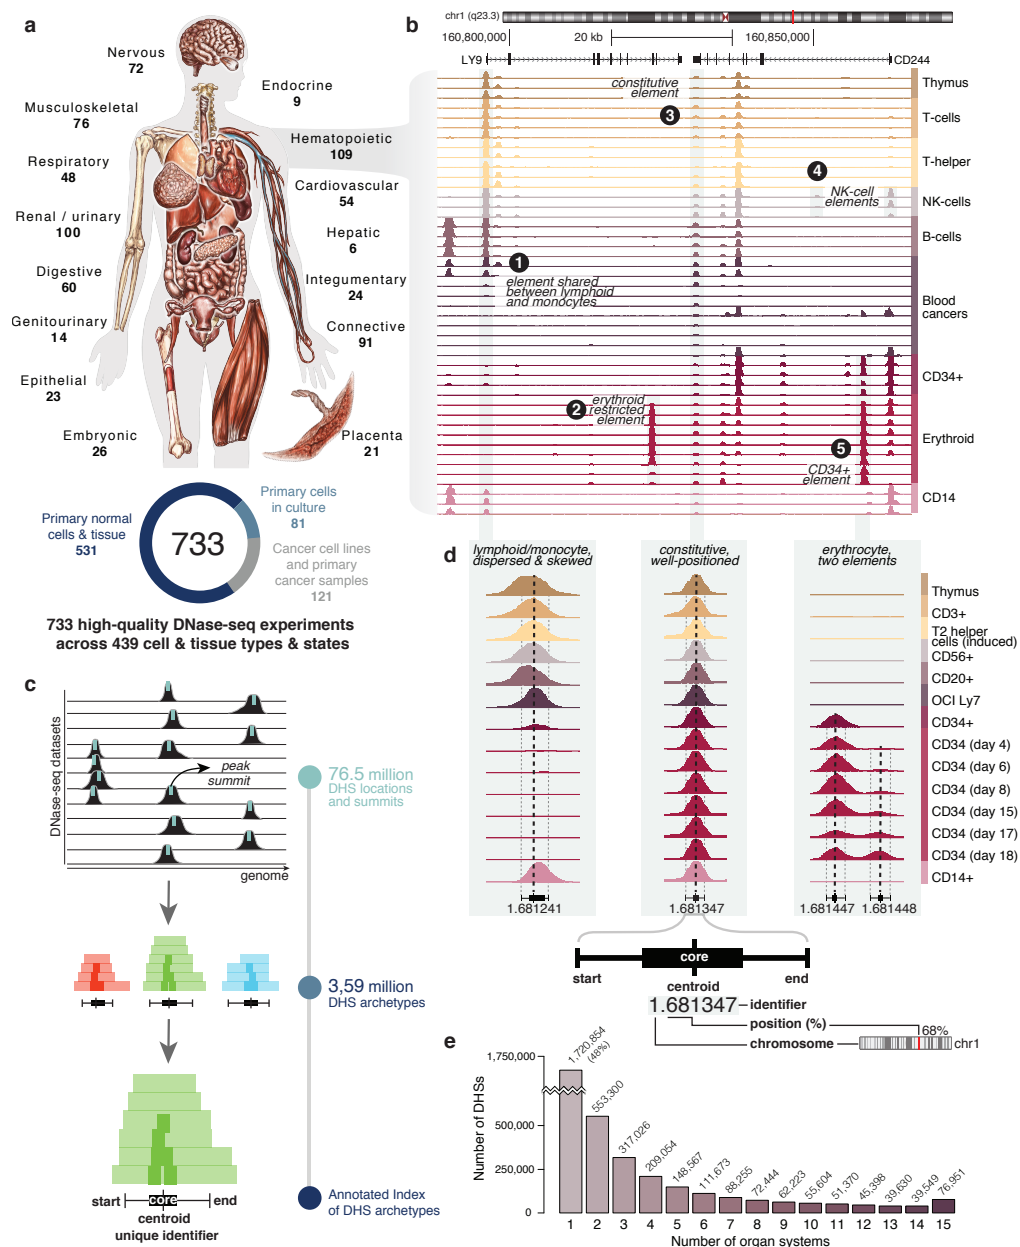 a
Nervous
72
Endocrine
9
Musculoskeletal
76
Hematopoietic
109
Respiratory
48
Cardiovascular
54
Renal / urinary
100
Hepatic
6
Digestive
60
Integumentary
24
Genitourinary
14
Connective
91
Epithelial
23
Embryonic
26
Placenta
21
Primary normal
cells & tissue
531
733
Primary cells
in culture
81
Cancer cell lines
and primary
cancer samples
121
733 high-quality DNase-seq experiments
across 439 cell & tissue types & states
b
chr1 (q23.3)
160,800,000
20 kb
160,850,000
LY9
CD244
constitutive
element
3
4
NK-cell
elements
1
element shared
between lymphoid
and monocytes
2
erythroid
restricted
element
5
CD34+
element
Thymus
T-cells
T-helper
NK-cells
B-cells
Blood
cancers
CD34+
Erythroid
CD14
c
DNase-seq datasets
peak
summit
genome
76.5 million
DHS locations
and summits
3,59 million
DHS archetypes
start
core
end
centroid
unique identifier
Annotated Index
of DHS archetypes
d
lymphoid/monocyte,
dispersed & skewed
constitutive,
well-positioned
erythrocyte,
two elements
Thymus
CD3+
T2 helper
cells (induced)
CD56+
CD20+
OCI Ly7
CD34+
CD34 (day 4)
CD34 (day 6)
CD34 (day 8)
CD34 (day 15)
CD34 (day 17)
CD34 (day 18)
CD14+
1.681241
1.681347
1.681447
1.681448
core
start
end
centroid
1.681347
identifier
position (%)
68%
chromosome
chr1
e
Number of DHSs
1,750,000
500,000
250,000
0
1,720,854
(48%)
553,300
317,026
209,054
148,567
111,673
88,255
72,444
62,223
55,604
51,370
45,398
39,630
39,549
76,951
1 2 3 4 5 6 7 8 9 10 11 12 13 14 15
Number of organ systems